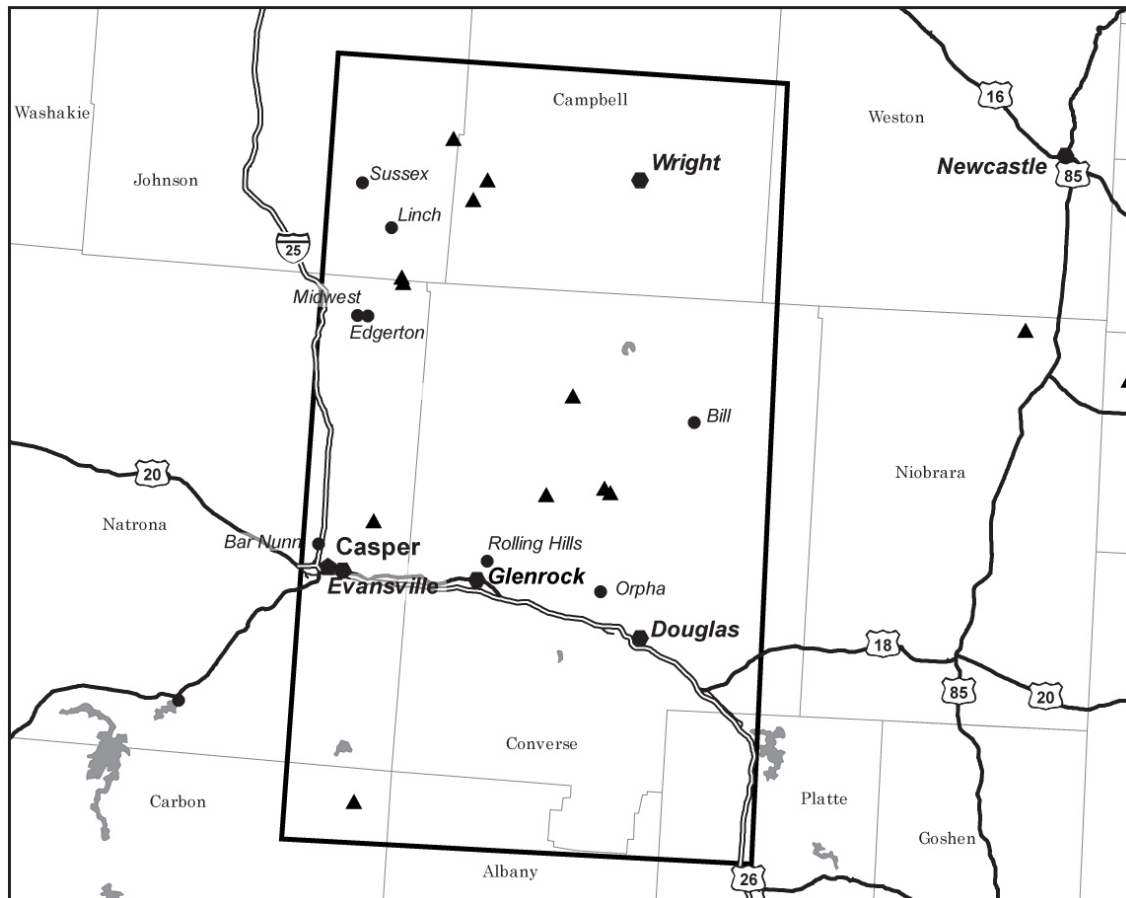 Campbell
16
Washakie
Weston
Wright
Newcastle
Sussex
85
Johnson
Linch
25
Midwest
Edgerton
Bill
20
Niobrara
Natrona
Bar Nunn
Casper
Rolling Hills
Evansville
Glenrock
Orpha
Douglas
18
85
20
Converse
Carbon
Platte
Goshen
Albany
26